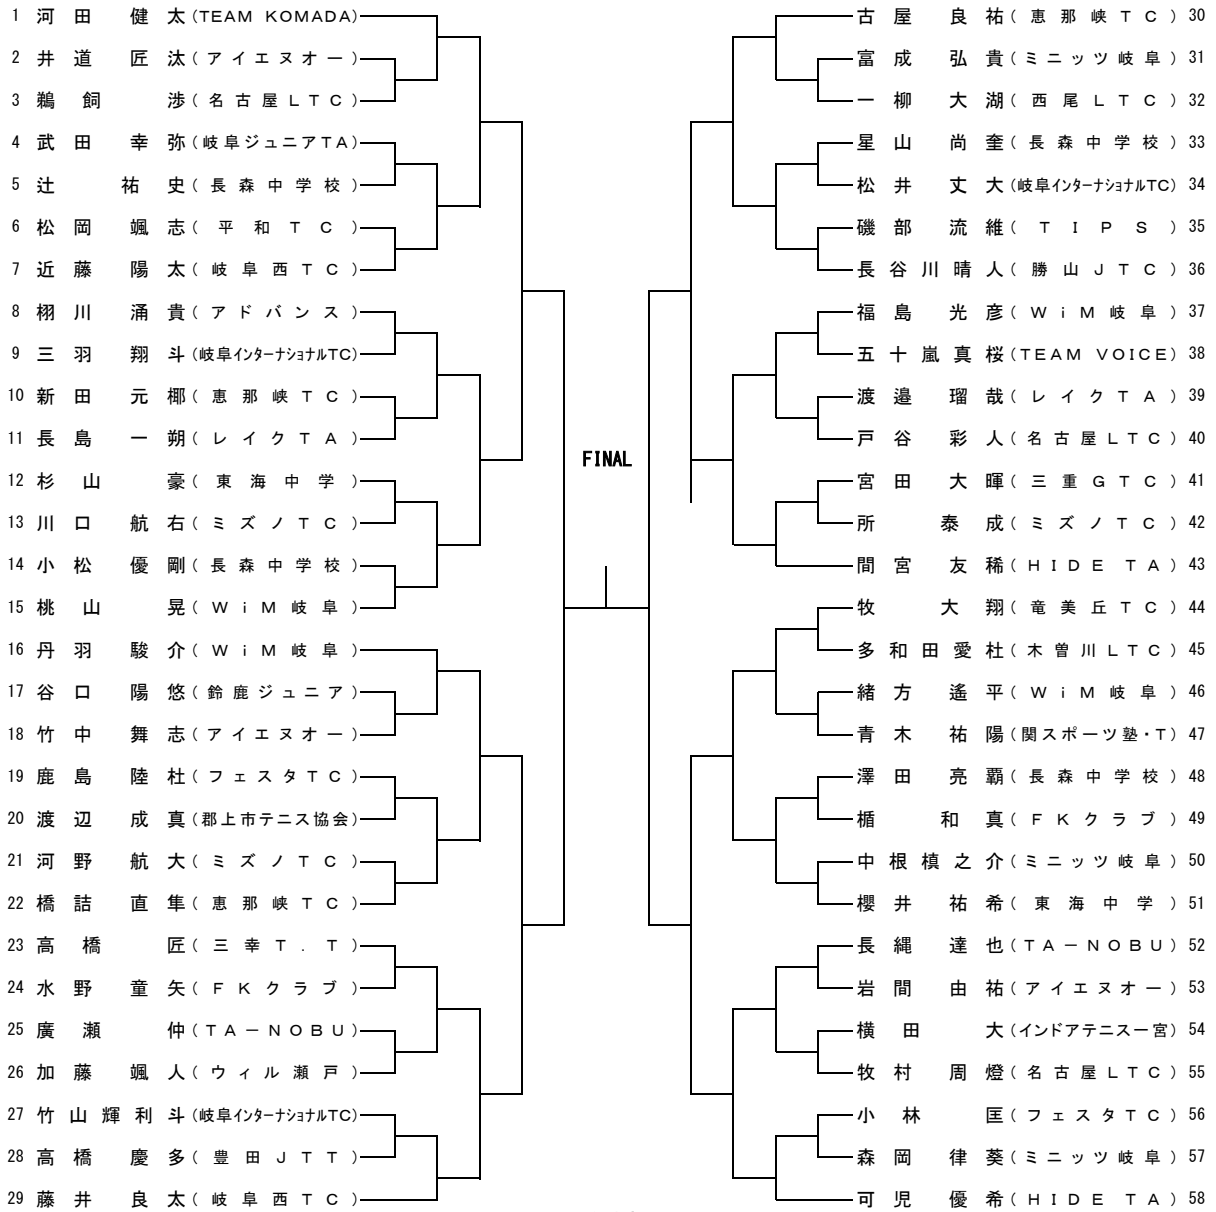 1 河田 健太 (TEAM KOMADA)
2 井道 匠汰 (アイエヌオー)
3 鵜飼 渉 (名古屋LTC)
4 武田 幸弥 (岐阜ジュニアTA)
5 辻 祐史 (長森中学校)
6 松岡 颯志 (平和TC)
7 近藤 陽太 (岐阜西TC)
8 栩川 涌貴 (アドバンス)
9 三羽 翔斗 (岐阜インターナショナルTC)
10 新田 元椰 (恵那峡TC)
11 長島 一朔 (レイクTA)
12 杉山 豪 (東海中学)
13 川口 航右 (ミズノTC)
14 小松 優剛 (長森中学校)
15 桃山 晃 (WiM岐阜)
16 丹羽 駿介 (WiM岐阜)
17 谷口 陽悠 (鈴鹿ジュニア)
18 竹中 舞志 (アイエヌオー)
19 鹿島 陸杜 (フェスタTC)
20 渡辺 成真 (郡上市テニス協会)
21 河野 航大 (ミズノTC)
22 橋詰 直隼 (恵那峡TC)
23 高橋 匠 (三幸T.T)
24 水野 童矢 (FKクラブ)
25 廣瀬 仲 (TA－NOBU)
26 加藤 颯人 (ウィル瀬戸)
27 竹山輝利斗 (岐阜インターナショナルTC)
28 高橋 慶多 (豊田JTT)
29 藤井 良太 (岐阜西TC)
FINAL
古屋 良祐 (恵那峡TC) 30
富成 弘貴 (ミニッツ岐阜) 31
一柳 大湖 (西尾LTC) 32
星山 尚奎 (長森中学校) 33
松井 丈大 (岐阜インターナショナルTC) 34
磯部 流維 (TIPS) 35
長谷川晴人 (勝山JTC) 36
福島 光彦 (WiM岐阜) 37
五十嵐真桜 (TEAM VOICE) 38
渡邉 瑠哉 (レイクTA) 39
戸谷 彩人 (名古屋LTC) 40
宮田 大暉 (三重GTC) 41
所 泰成 (ミズノTC) 42
間宮 友稀 (HIDE TA) 43
牧 大翔 (竜美丘TC) 44
多和田愛杜 (木曽川LTC) 45
緒方 遙平 (WiM岐阜) 46
青木 祐陽 (関スポーツ塾・T) 47
澤田 亮覇 (長森中学校) 48
楯 和真 (FKクラブ) 49
中根槙之介 (ミニッツ岐阜) 50
櫻井 祐希 (東海中学) 51
長縄 達也 (TA－NOBU) 52
岩間 由祐 (アイエヌオー) 53
横田 大 (インドアテニス一宮) 54
牧村 周燈 (名古屋LTC) 55
小林 匡 (フェスタTC) 56
森岡 律葵 (ミニッツ岐阜) 57
可児 優希 (HIDE TA) 58